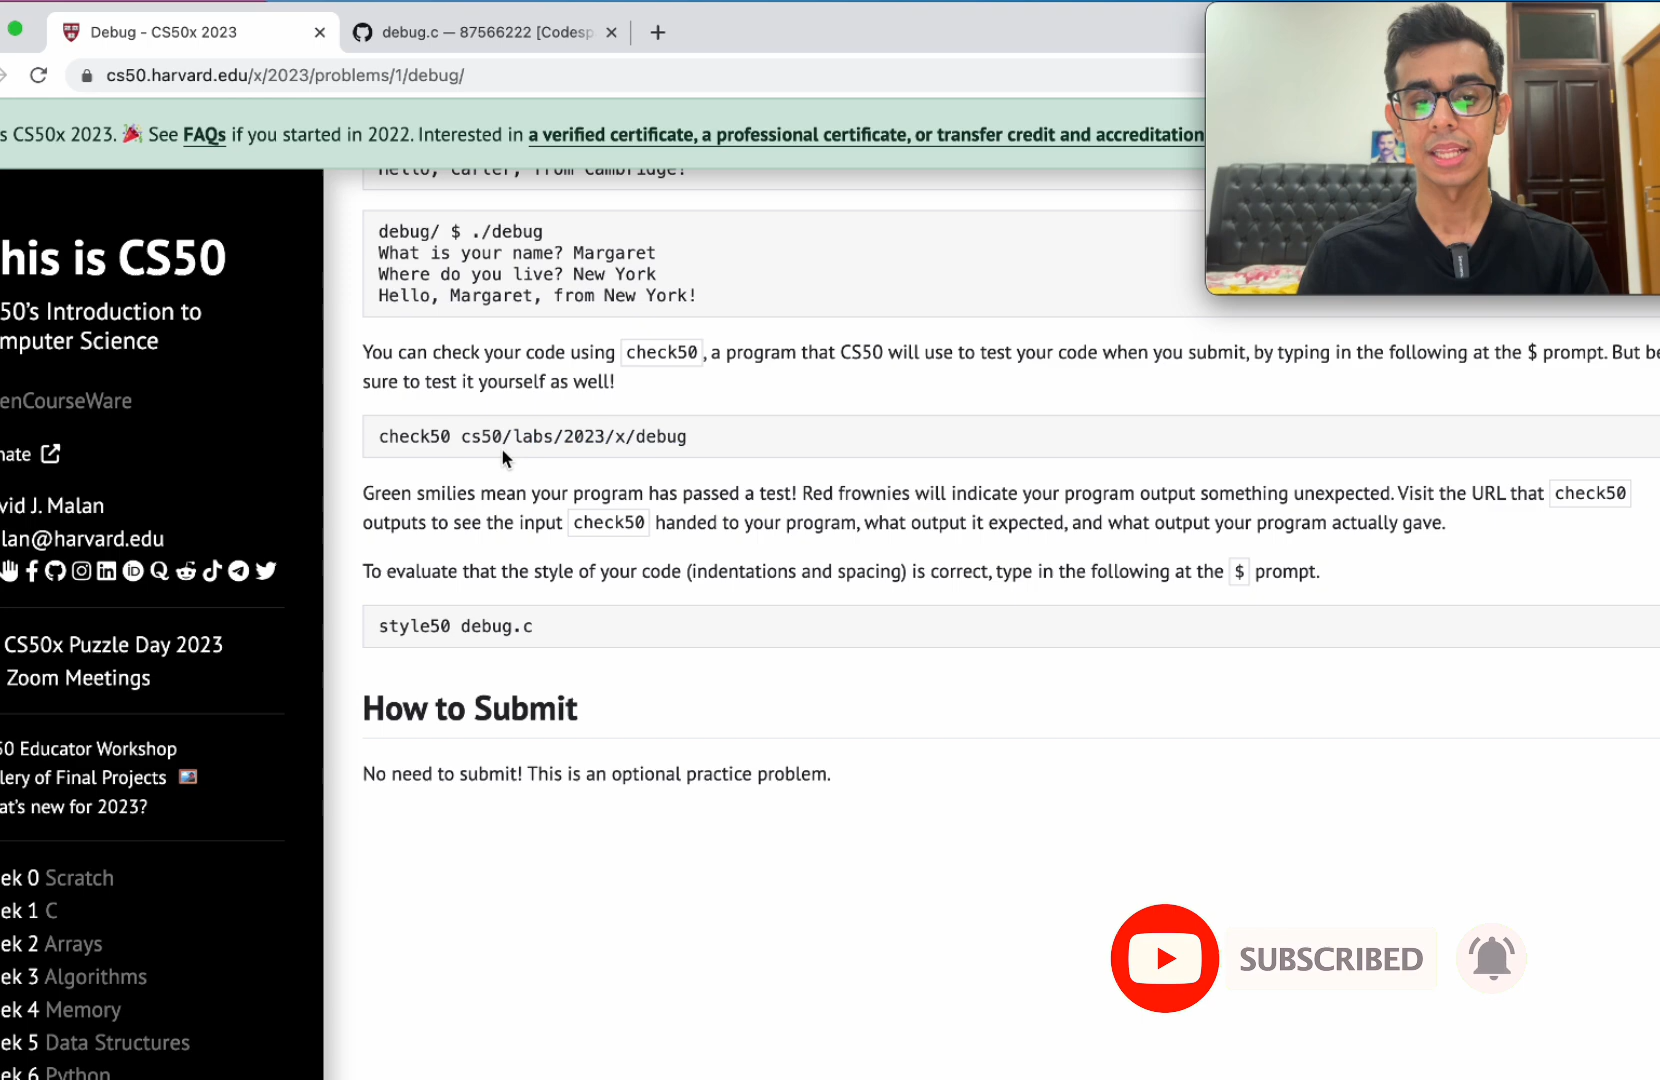 Debug - CS50x 2023
debug.c — 87566222 [Codesp
cs50.harvard.edu/x/2023/problems/1/debug/
s CS50x 2023. 🎉 See FAQs if you started in 2022. Interested in a verified certificate, a professional certificate, or transfer credit and accreditation
his is CS50
50's Introduction to
mputer Science
enCourseWare
nate
vid J. Malan
lan@harvard.edu
CS50x Puzzle Day 2023
Zoom Meetings
50 Educator Workshop
lery of Final Projects
at's new for 2023?
ek 0 Scratch
ek 1 C
ek 2 Arrays
ek 3 Algorithms
ek 4 Memory
ek 5 Data Structures
ek 6 Python
Hello, Carter, from Cambridge!
debug/ $ ./debug
What is your name? Margaret
Where do you live? New York
Hello, Margaret, from New York!
You can check your code using check50, a program that CS50 will use to test your code when you submit, by typing in the following at the $ prompt. But be
sure to test it yourself as well!
check50 cs50/labs/2023/x/debug
Green smilies mean your program has passed a test! Red frownies will indicate your program output something unexpected. Visit the URL that check50
outputs to see the input check50 handed to your program, what output it expected, and what output your program actually gave.
To evaluate that the style of your code (indentations and spacing) is correct, type in the following at the $ prompt.
style50 debug.c
How to Submit
No need to submit! This is an optional practice problem.
SUBSCRIBED